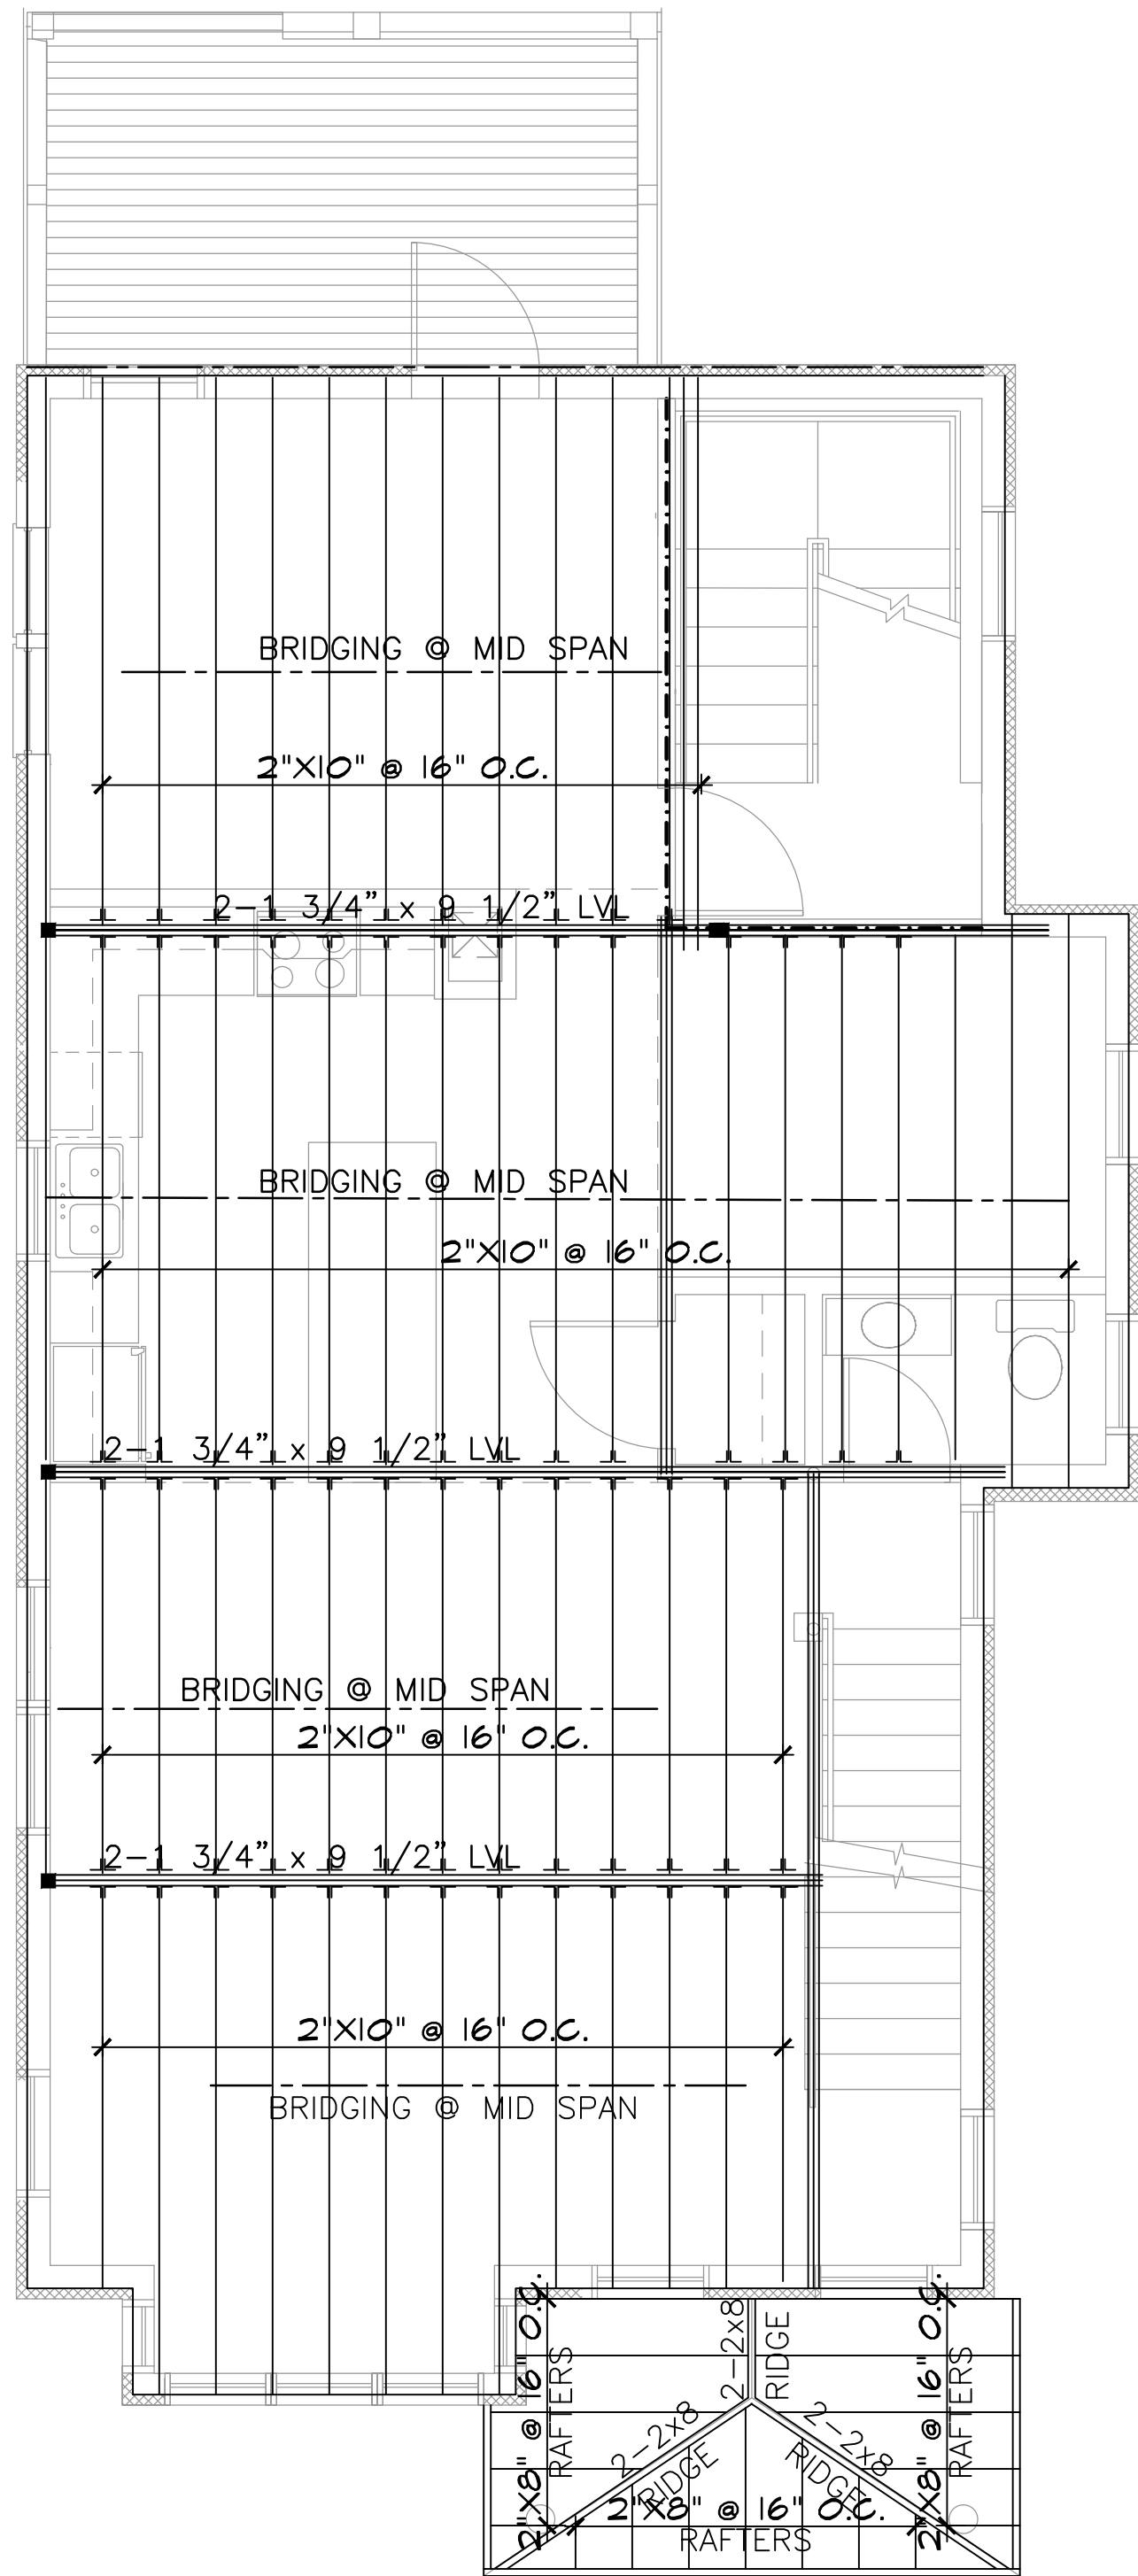 BRIDGING @ MID SPAN
2"X10" @ 16" O.C.
2-1 3/4" x 9 1/2" LVL
BRIDGING @ MID SPAN
2"X10" @ 16" O.C.
2-1 3/4" x 9 1/2" LVL
BRIDGING @ MID SPAN
2"X10" @ 16" O.C.
2-1 3/4" x 9 1/2" LVL
2"X10" @ 16" O.C.
BRIDGING @ MID SPAN
2"X8" @ 16" O.C.
RAFTERS
2-2x8
RIDGE
2"X8" @ 16" O.C.
RAFTERS
2-2x8
RIDGE
2-2x8
RIDGE
2"X8" @ 16" O.C.
RAFTERS